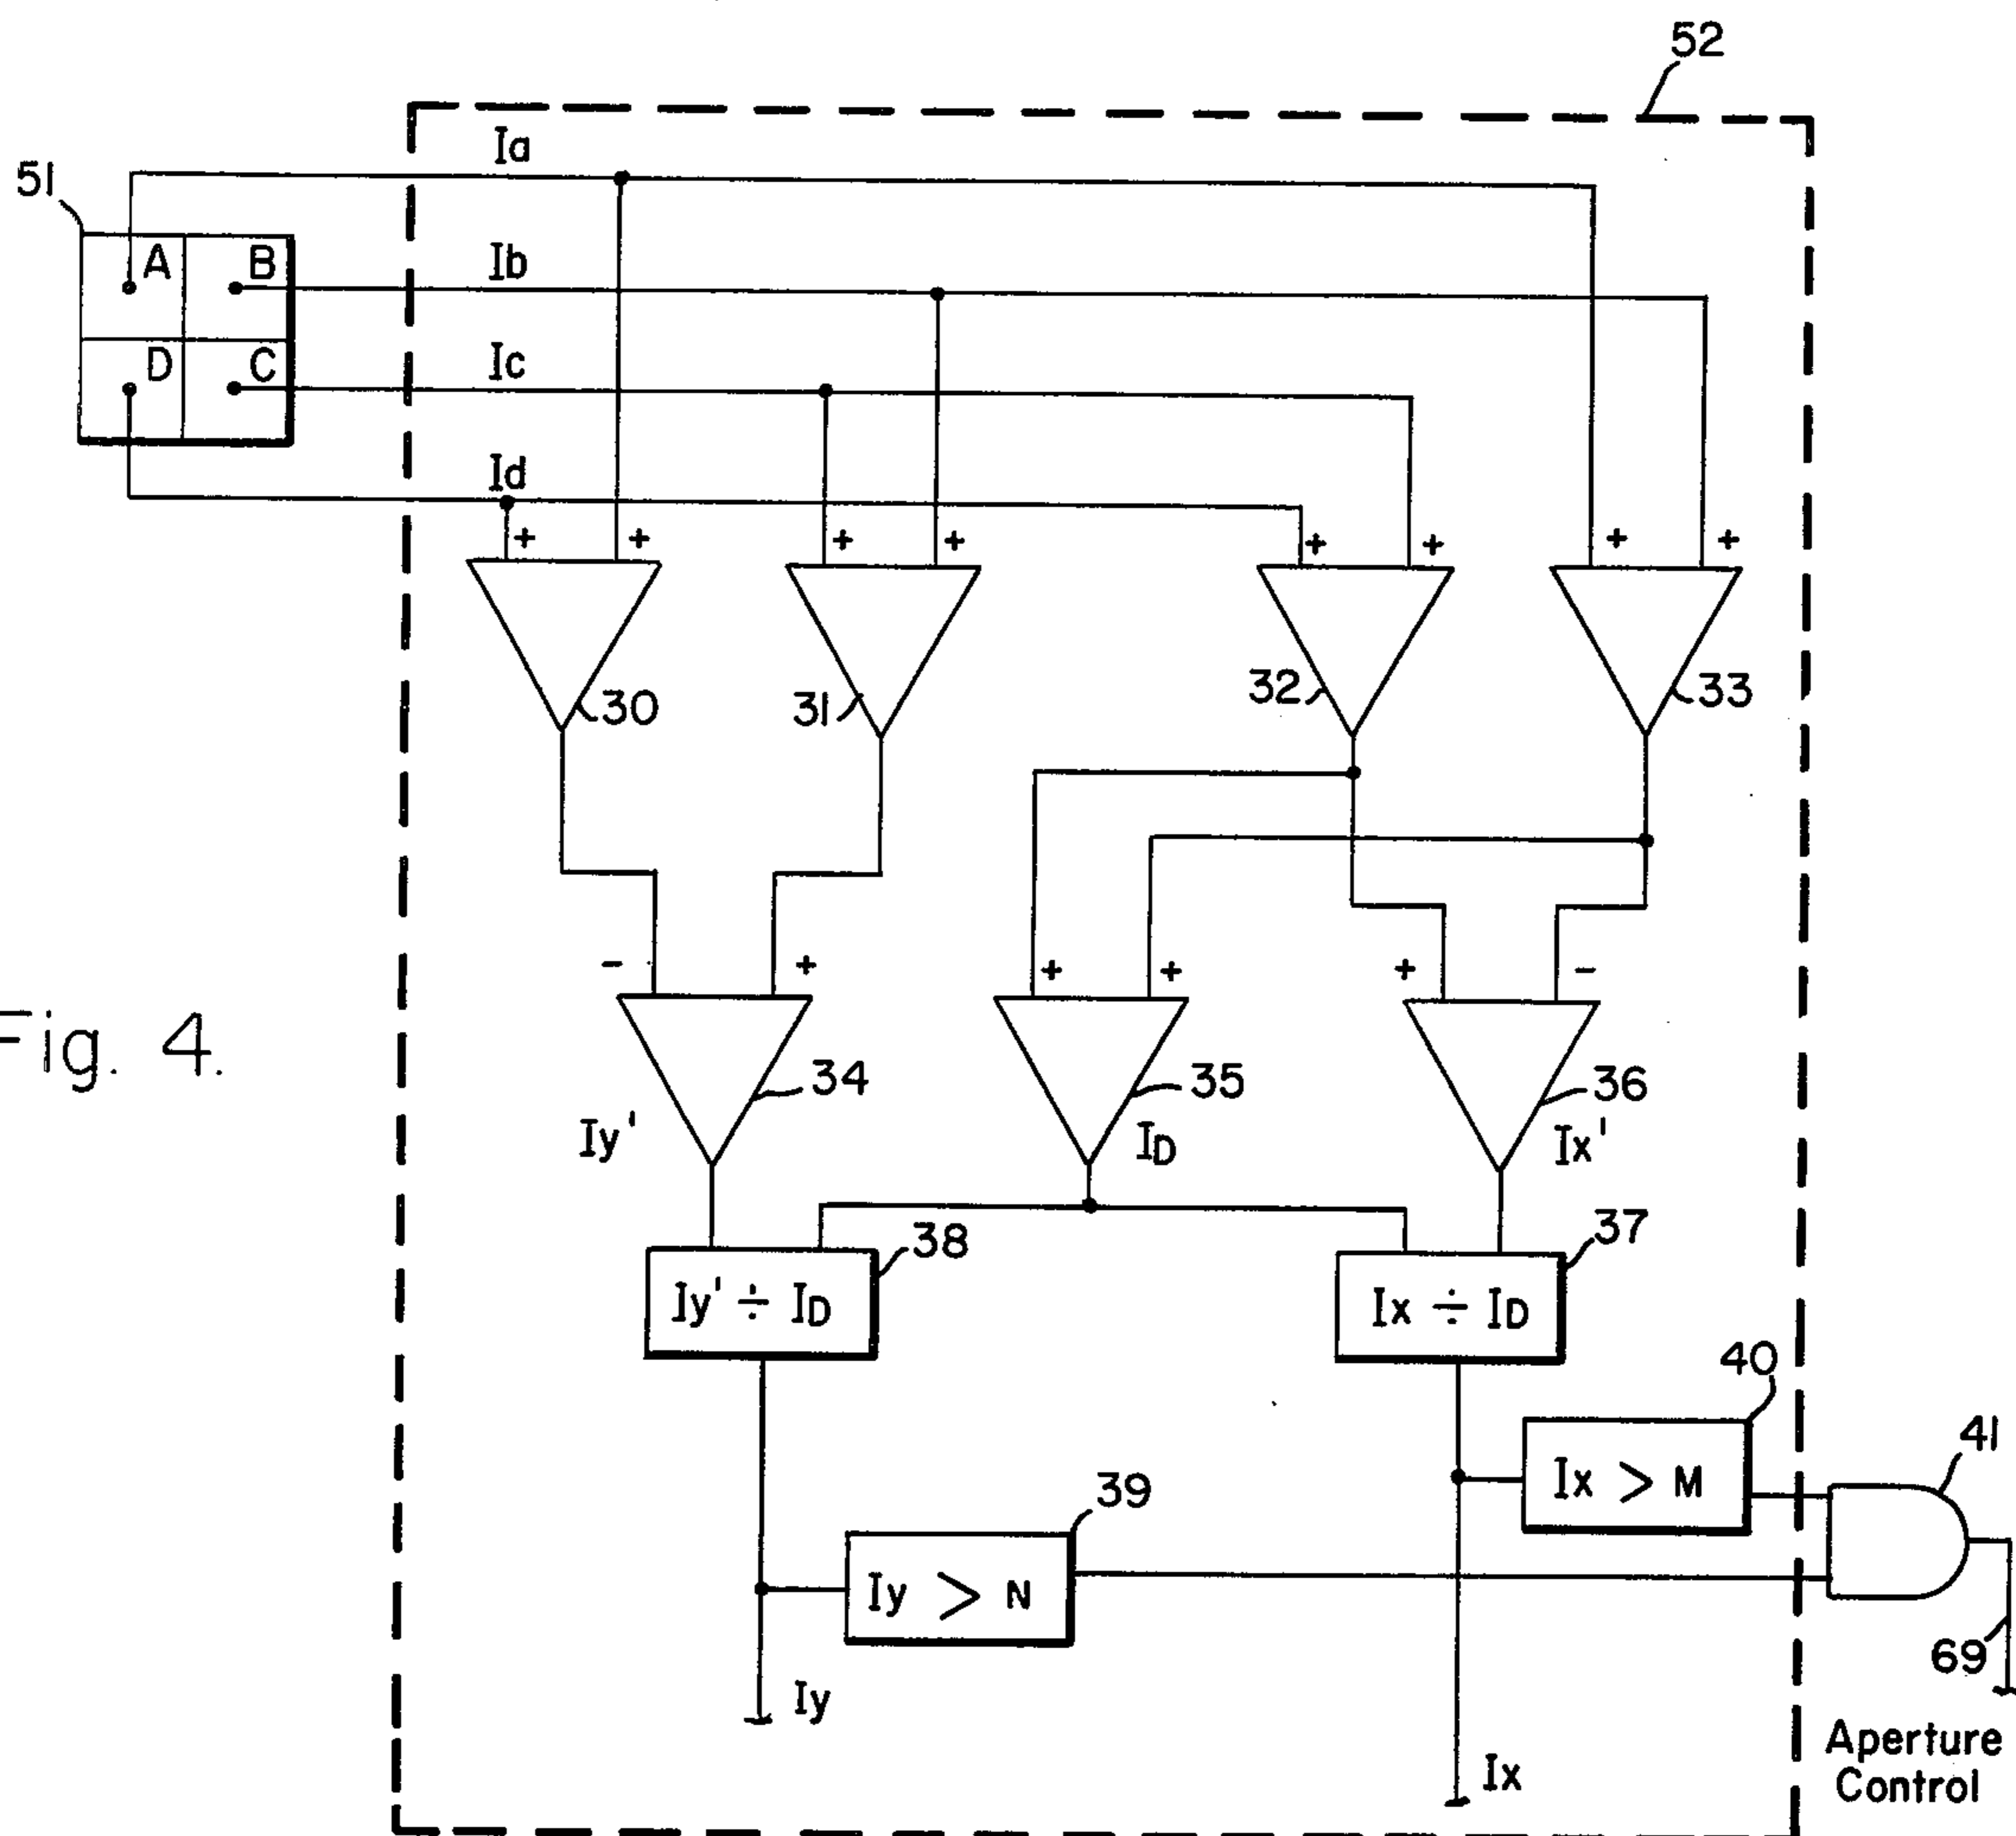 52
Ia
51
A
B
Ib
D
C
Ic
Id
+
+
+
+
+
+
+
+
30
31
32
33
-
+
+
+
+
-
Fig. 4.
34
35
36
Iy'
ID
Ix'
38
37
Iy' ÷ ID
Ix ÷ ID
40
41
39
Ix > M
Iy > N
69
Iy
Ix
Aperture
Control